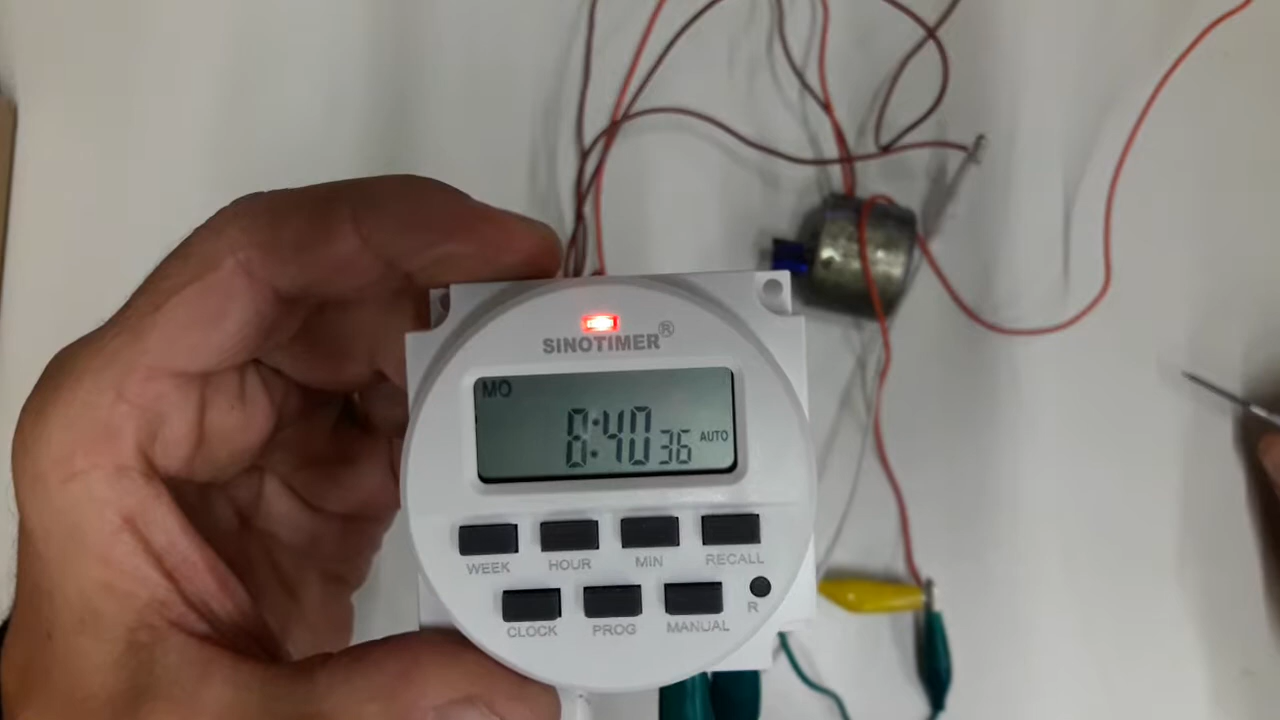 SINOTIMER®
MO
8:40 36 AUTO
WEEK HOUR MIN RECALL
CLOCK PROG MANUAL R